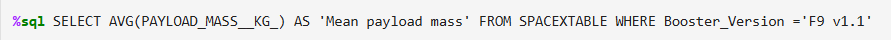 %sql SELECT AVG(PAYLOAD_MASS__KG_) AS 'Mean payload mass' FROM SPACEXTABLE WHERE Booster_Version ='F9 v1.1'